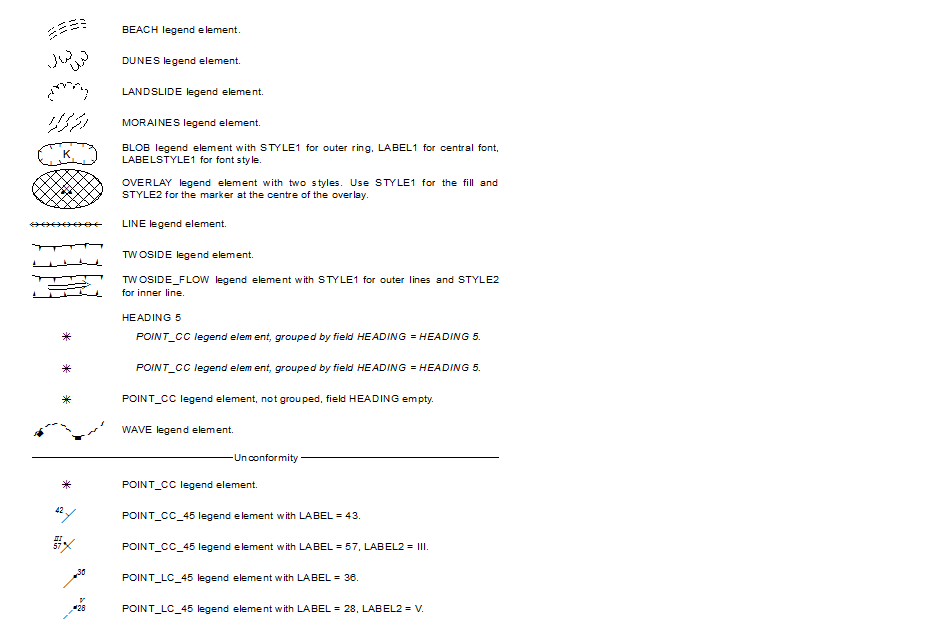 BEACH legend element.
DUNES legend element.
LANDSLIDE legend element.
MORAINES legend element.
K
BLOB legend element with STYLE1 for outer ring, LABEL1 for central font,
LABELSTYLE1 for font style.
OVERLAY legend element with two styles. Use STYLE1 for the fill and
STYLE2 for the marker at the centre of the overlay.
LINE legend element.
TWOSIDE legend element.
TWOSIDE_FLOW legend element with STYLE1 for outer lines and STYLE2
for inner line.
HEADING 5
POINT_CC legend element, grouped by field HEADING = HEADING 5.
POINT_CC legend element, grouped by field HEADING = HEADING 5.
POINT_CC legend element, not grouped, field HEADING empty.
WAVE legend element.
Unconformity
POINT_CC legend element.
42
POINT_CC_45 legend element with LABEL = 43.
III
57
POINT_CC_45 legend element with LABEL = 57, LABEL2 = III.
36
POINT_LC_45 legend element with LABEL = 36.
V
28
POINT_LC_45 legend element with LABEL = 28, LABEL2 = V.